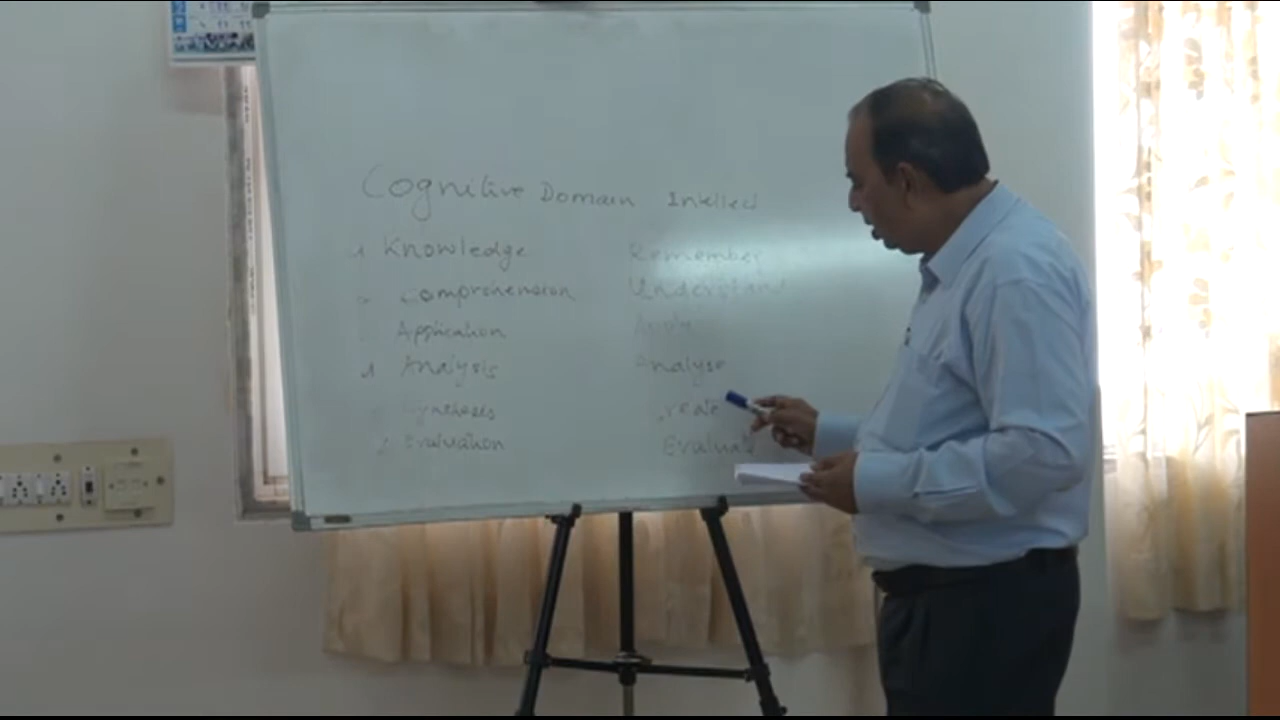 Cognitive Domain Intellect
Knowledge Remember
Comprehension Understand
Application Apply
Analysis Analyse
Synthesis Create
Evaluation Evaluate